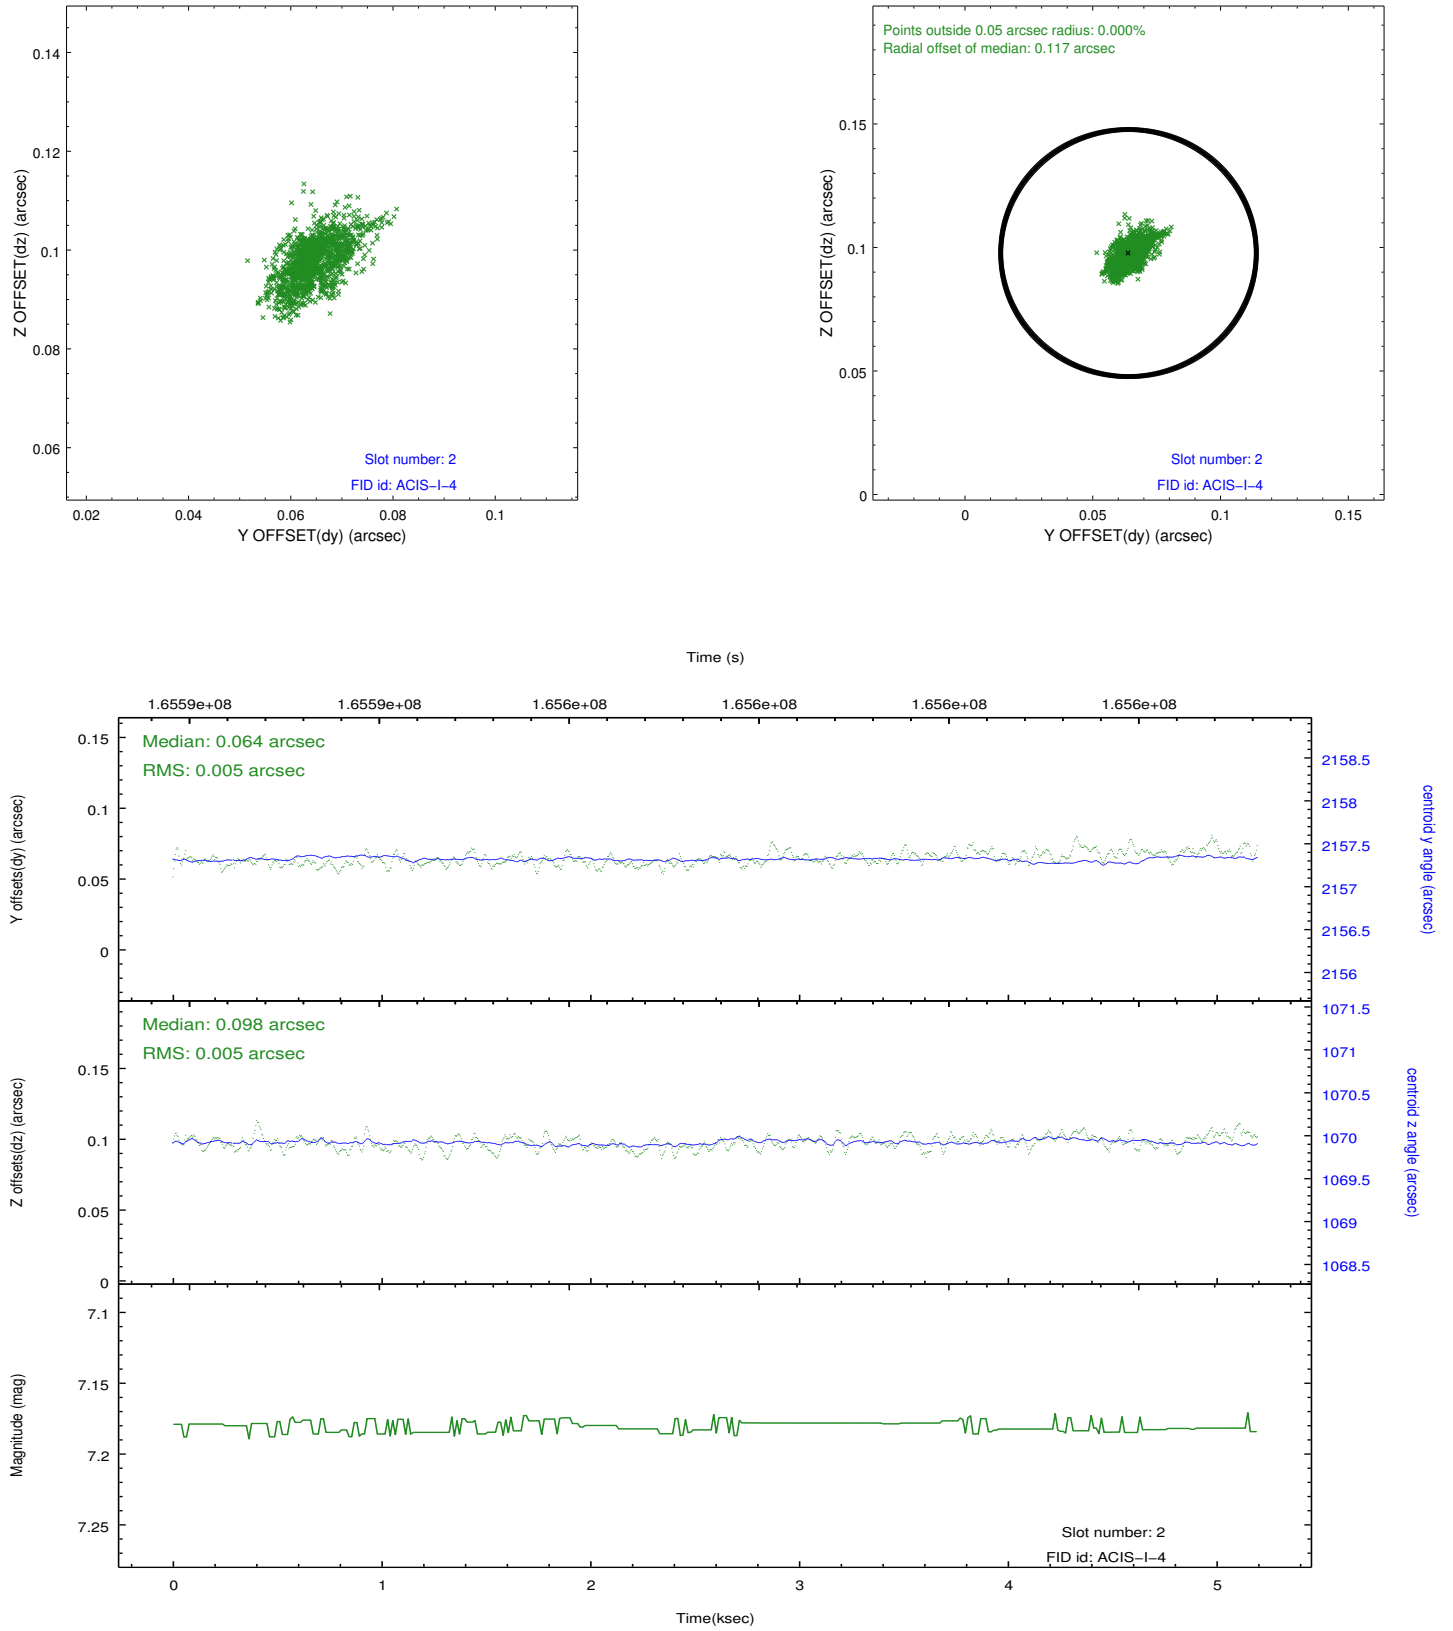 0.14
0.12
0.1
0.08
0.06
0.02
0.04
0.06
0.08
0.1
Z OFFSET(dz) (arcsec)
Y OFFSET(dy) (arcsec)
Slot number: 2
FID id: ACIS−I−4
Points outside 0.05 arcsec radius: 0.000%
Radial offset of median: 0.117 arcsec
0.15
0.1
0.05
0
0
0.05
0.1
0.15
Z OFFSET(dz) (arcsec)
Y OFFSET(dy) (arcsec)
Slot number: 2
FID id: ACIS−I−4
Time (s)
1.6559e+08
1.6559e+08
1.656e+08
1.656e+08
1.656e+08
1.656e+08
Median: 0.064 arcsec
RMS: 0.005 arcsec
0.15
0.1
0.05
0
Y offsets(dy) (arcsec)
2158.5
2158
2157.5
2157
2156.5
2156
centroid y angle (arcsec)
Median: 0.098 arcsec
RMS: 0.005 arcsec
0.15
0.1
0.05
0
Z offsets(dz) (arcsec)
1071.5
1071
1070.5
1070
1069.5
1069
1068.5
centroid z angle (arcsec)
7.1
7.15
7.2
7.25
Magnitude (mag)
Slot number: 2
FID id: ACIS−I−4
0
1
2
3
4
5
Time(ksec)